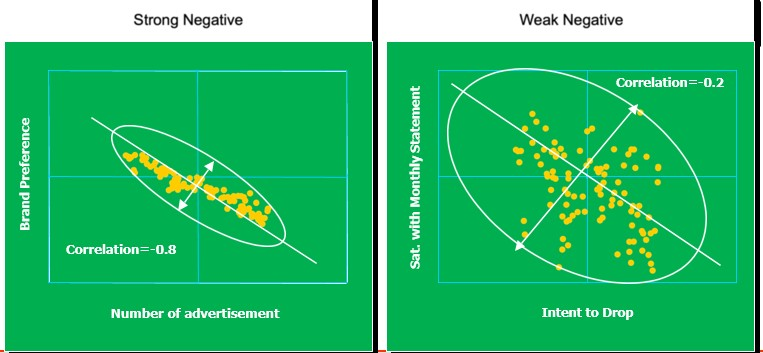 Strong Negative
Brand Preference
Correlation=-0.8
Number of advertisement
Weak Negative
Correlation=-0.2
Sat. with Monthly Statement
Intent to Drop